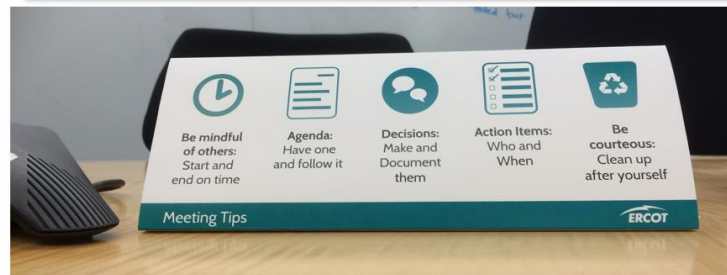 Be mindful
of others:
Start and
end on time
Agenda:
Have one
and follow it
Decisions:
Make and
Document
them
Action Items:
Who and
When
Be
courteous:
Clean up
after yourself
Meeting Tips
ERCOT